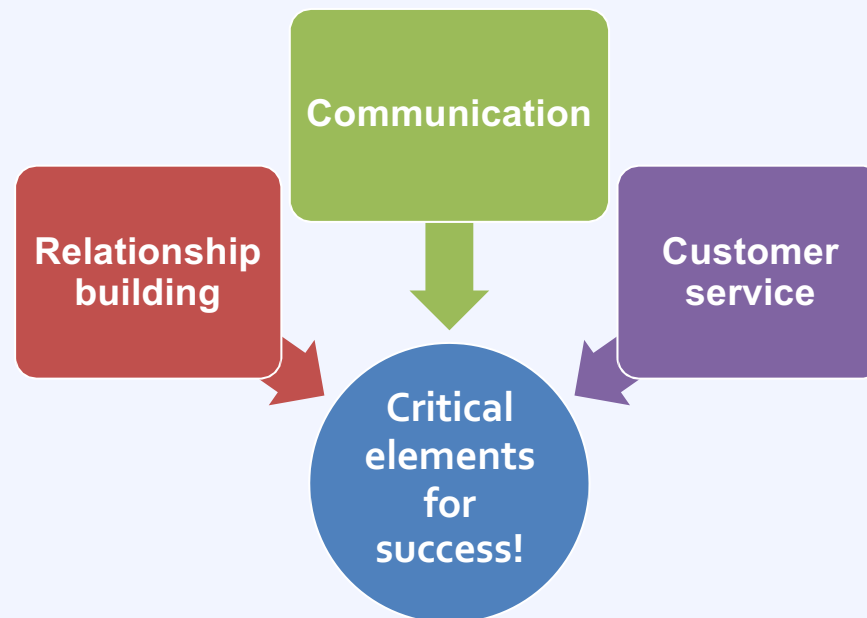 Communication
Relationship
building
Customer
service
Critical
elements
for
success!